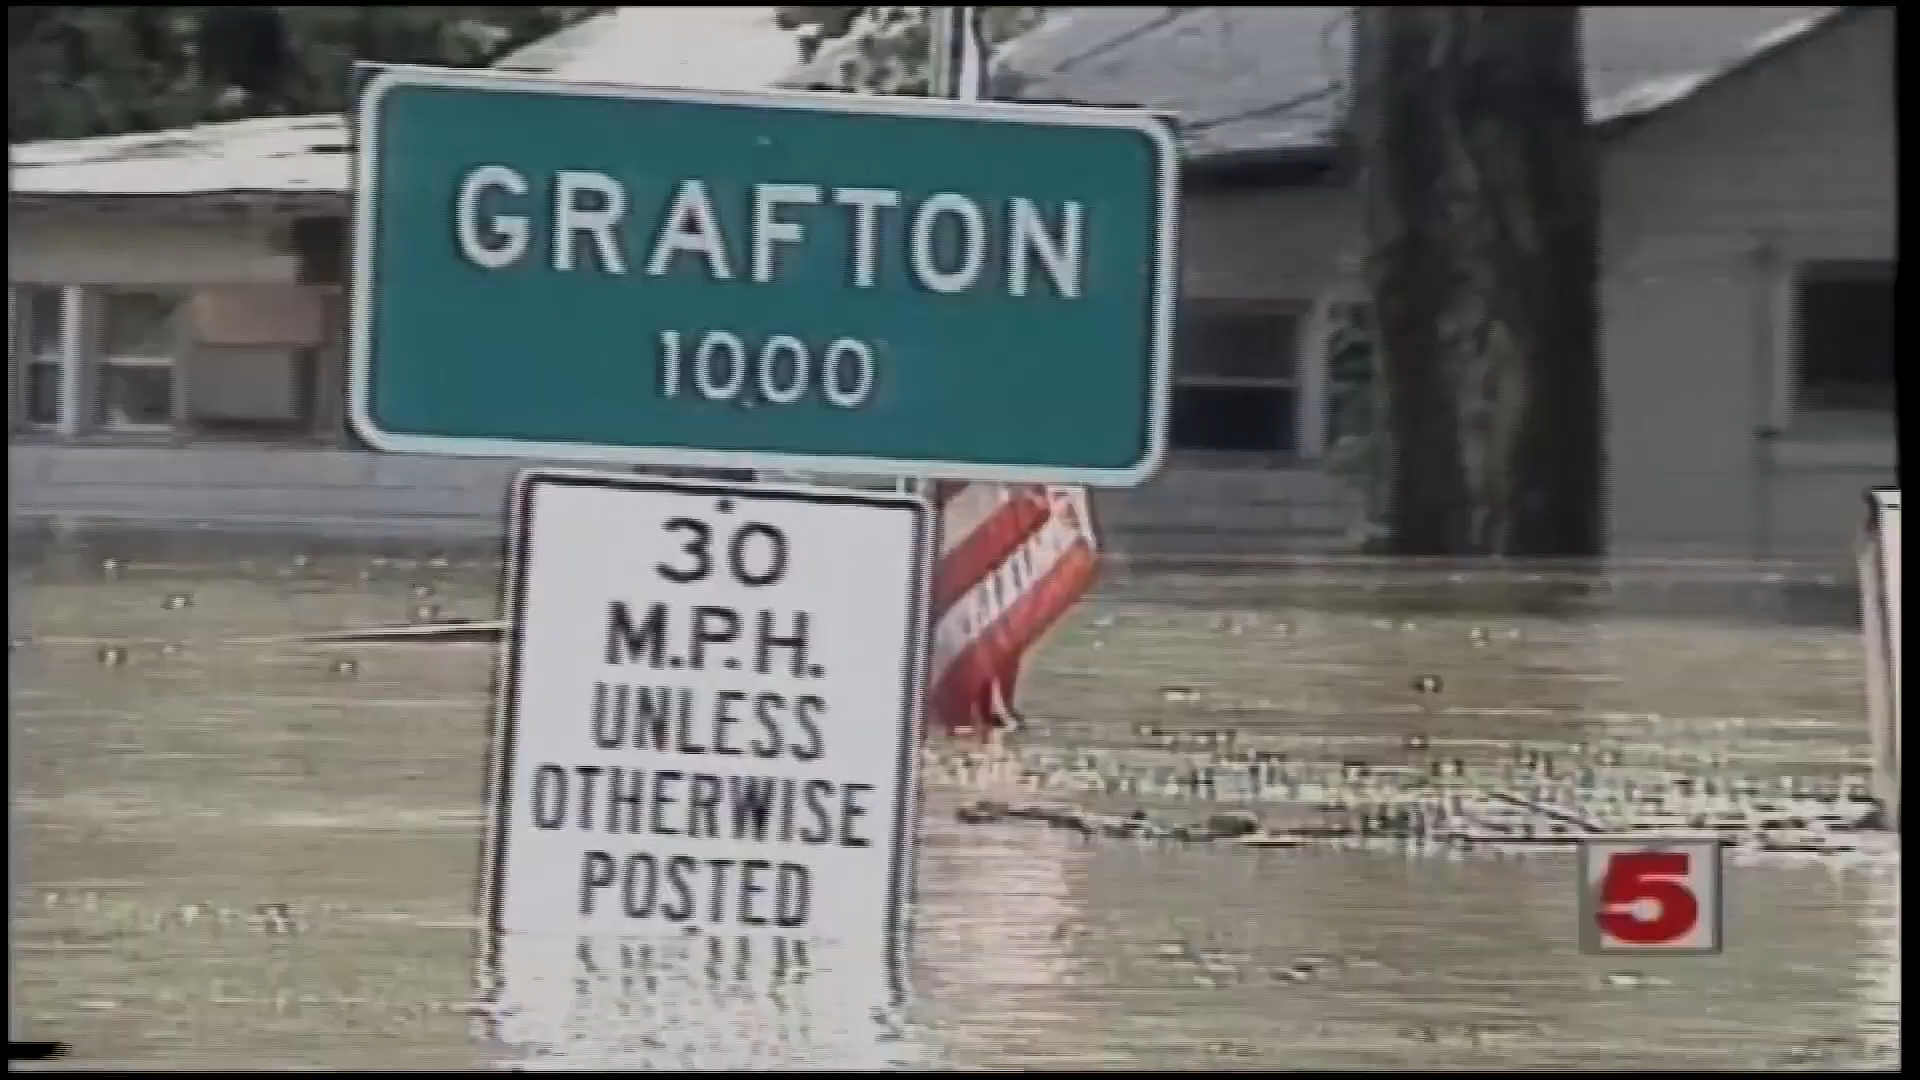 GRAFTON
1000
30
M.P.H.
UNLESS
OTHERWISE
POSTED
5